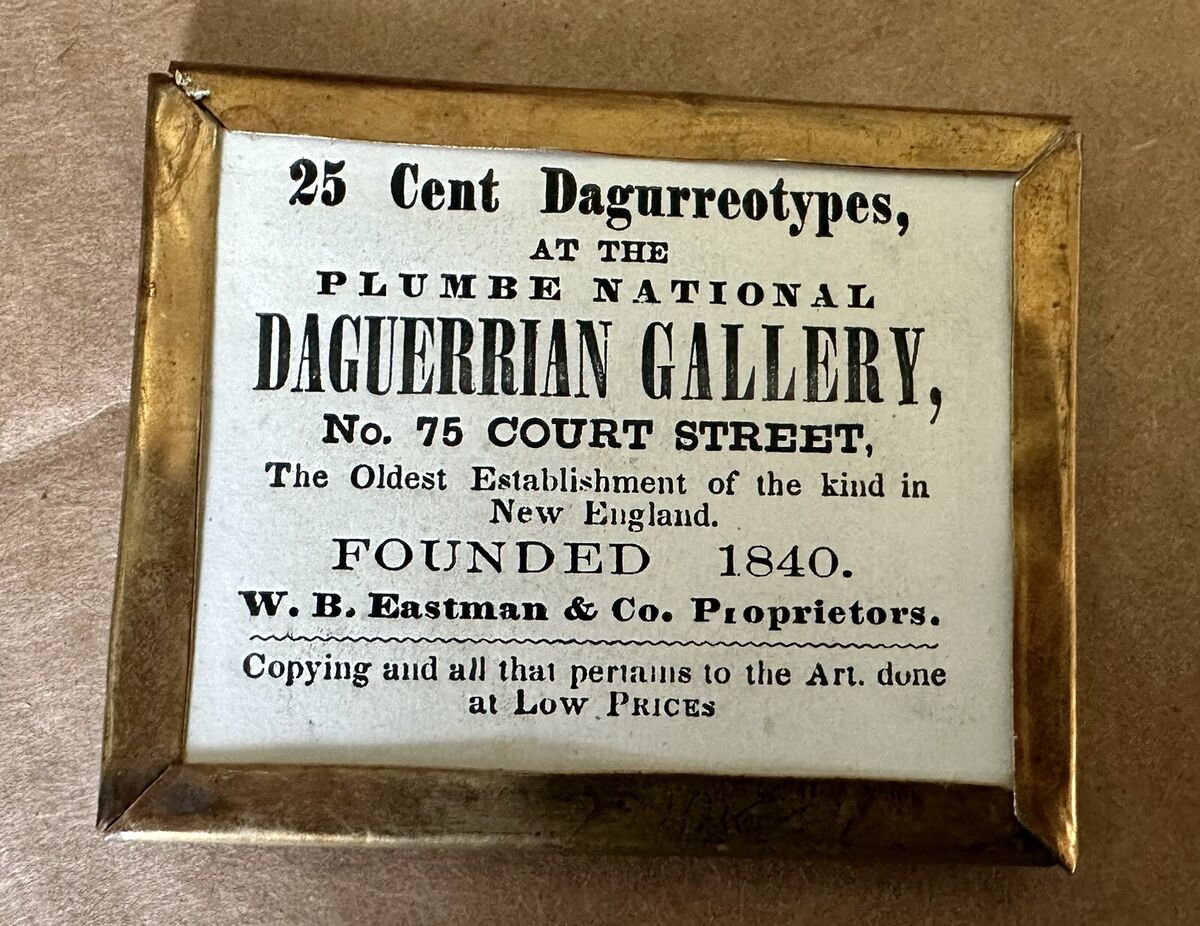 25 Cent Dagurreotypes,
AT THE
PLUMBE NATIONAL
DAGUERRIAN GALLERY,
No. 75 COURT STREET,
The Oldest Establishment of the kind in
New England.
FOUNDED 1840.
W. B. Eastman & Co. Proprietors.
Copying and all that pertains to the Art. done
at Low Prices